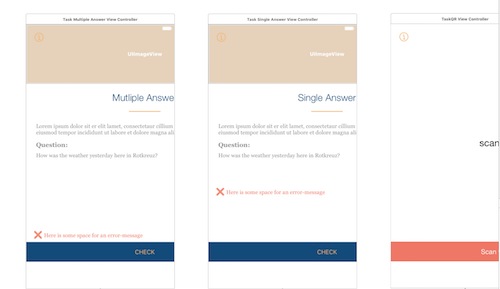 Task Multiple Answer View Controller
UIImageView
Mutliple Answe
Lorem ipsum dolor sit er elit lamet, consectetaur cillium
eiusmod tempor incididunt ut labore et dolore magna ali
Question:
How was the weather yesterday here in Rotkreuz?
Here is some space for an error-message
CHECK
Task Single Answer View Controller
UIImageView
Single Answer
Lorem ipsum dolor sit er elit lamet, consectetaur cillium
eiusmod tempor incididunt ut labore et dolore magna ali
Question:
How was the weather yesterday here in Rotkreuz?
Here is some space for an error-message
CHECK
TaskQR View Controller
scan
Scan